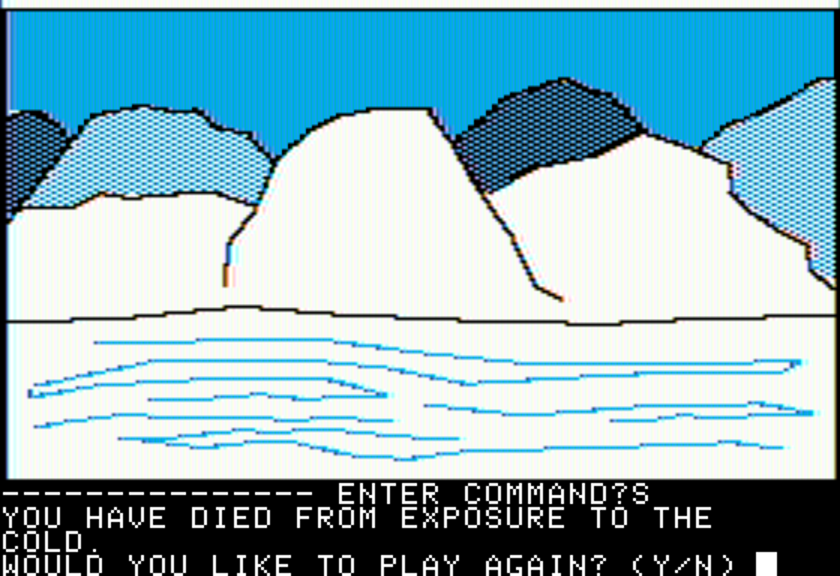 --------------- ENTER COMMAND?S
YOU HAVE DIED FROM EXPOSURE TO THE
COLD.
WOULD YOU LIKE TO PLAY AGAIN? (Y/N)